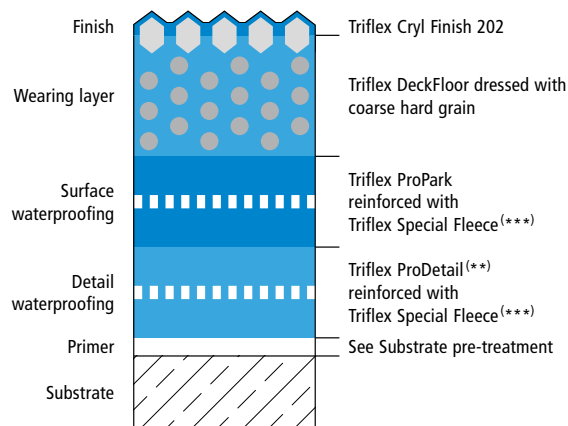 Finish
Triflex Cryl Finish 202
Wearing layer
Triflex DeckFloor dressed with
coarse hard grain
Surface
waterproofing
Triflex ProPark
reinforced with
Triflex Special Fleece(***)
Detail
waterproofing
Triflex ProDetail(**)
reinforced with
Triflex Special Fleece(***)
Primer
See Substrate pre-treatment
Substrate